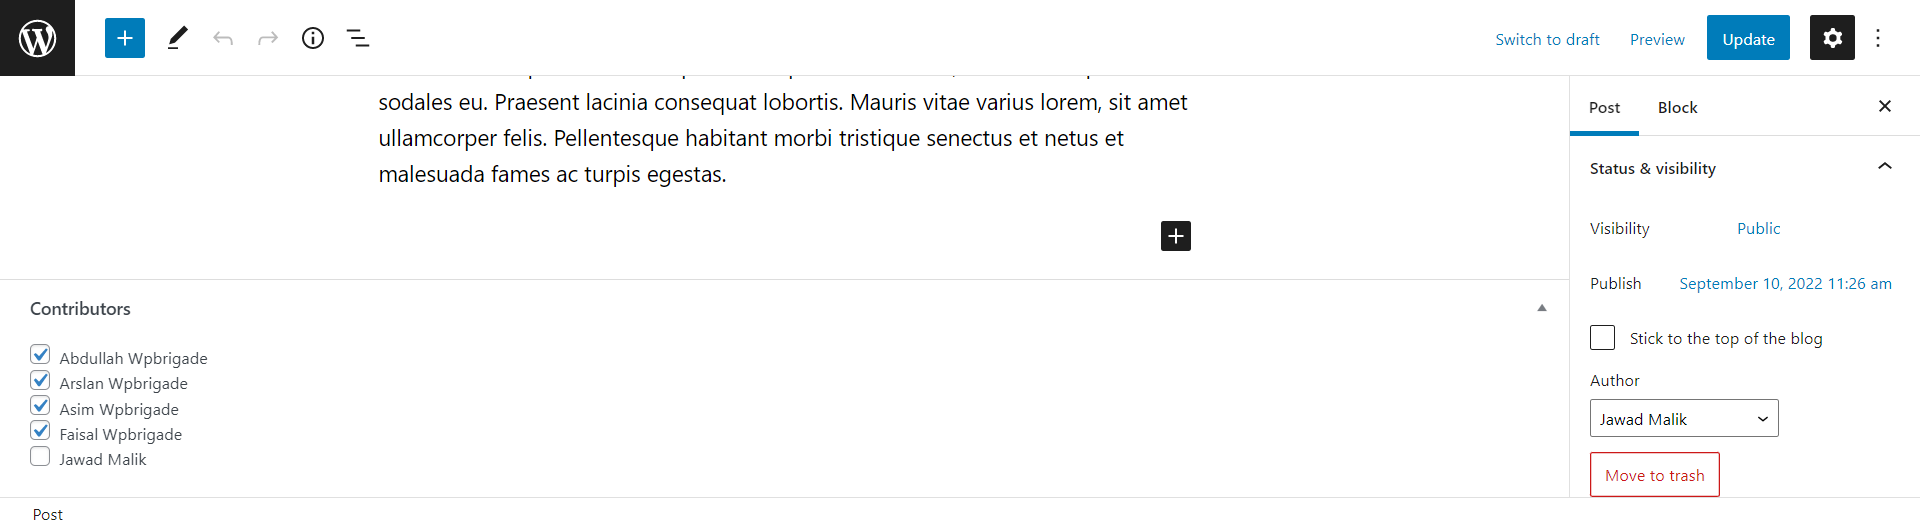 Switch to draft
Preview
Update
sodales eu. Praesent lacinia consequat lobortis. Mauris vitae varius lorem, sit amet
ullamcorper felis. Pellentesque habitant morbi tristique senectus et netus et
malesuada fames ac turpis egestas.
Contributors
Abdullah Wpbrigade
Arslan Wpbrigade
Asim Wpbrigade
Faisal Wpbrigade
Jawad Malik
Post
Post Block
Status & visibility
Visibility Public
Publish September 10, 2022 11:26 am
Stick to the top of the blog
Author
Jawad Malik
Move to trash